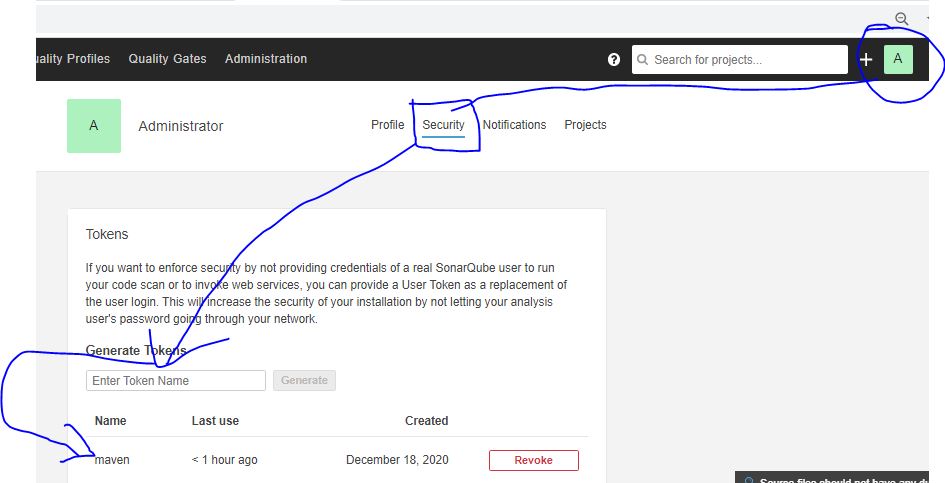 uality Profiles Quality Gates Administration ? Search for projects... + A
A Administrator Profile Security Notifications Projects
Tokens
If you want to enforce security by not providing credentials of a real SonarQube user to run
your code scan or to invoke web services, you can provide a User Token as a replacement of
the user login. This will increase the security of your installation by not letting your analysis
user's password going through your network.
Generate Tokens
Enter Token Name Generate
Name Last use Created
maven < 1 hour ago December 18, 2020 Revoke
Source files should not have any du